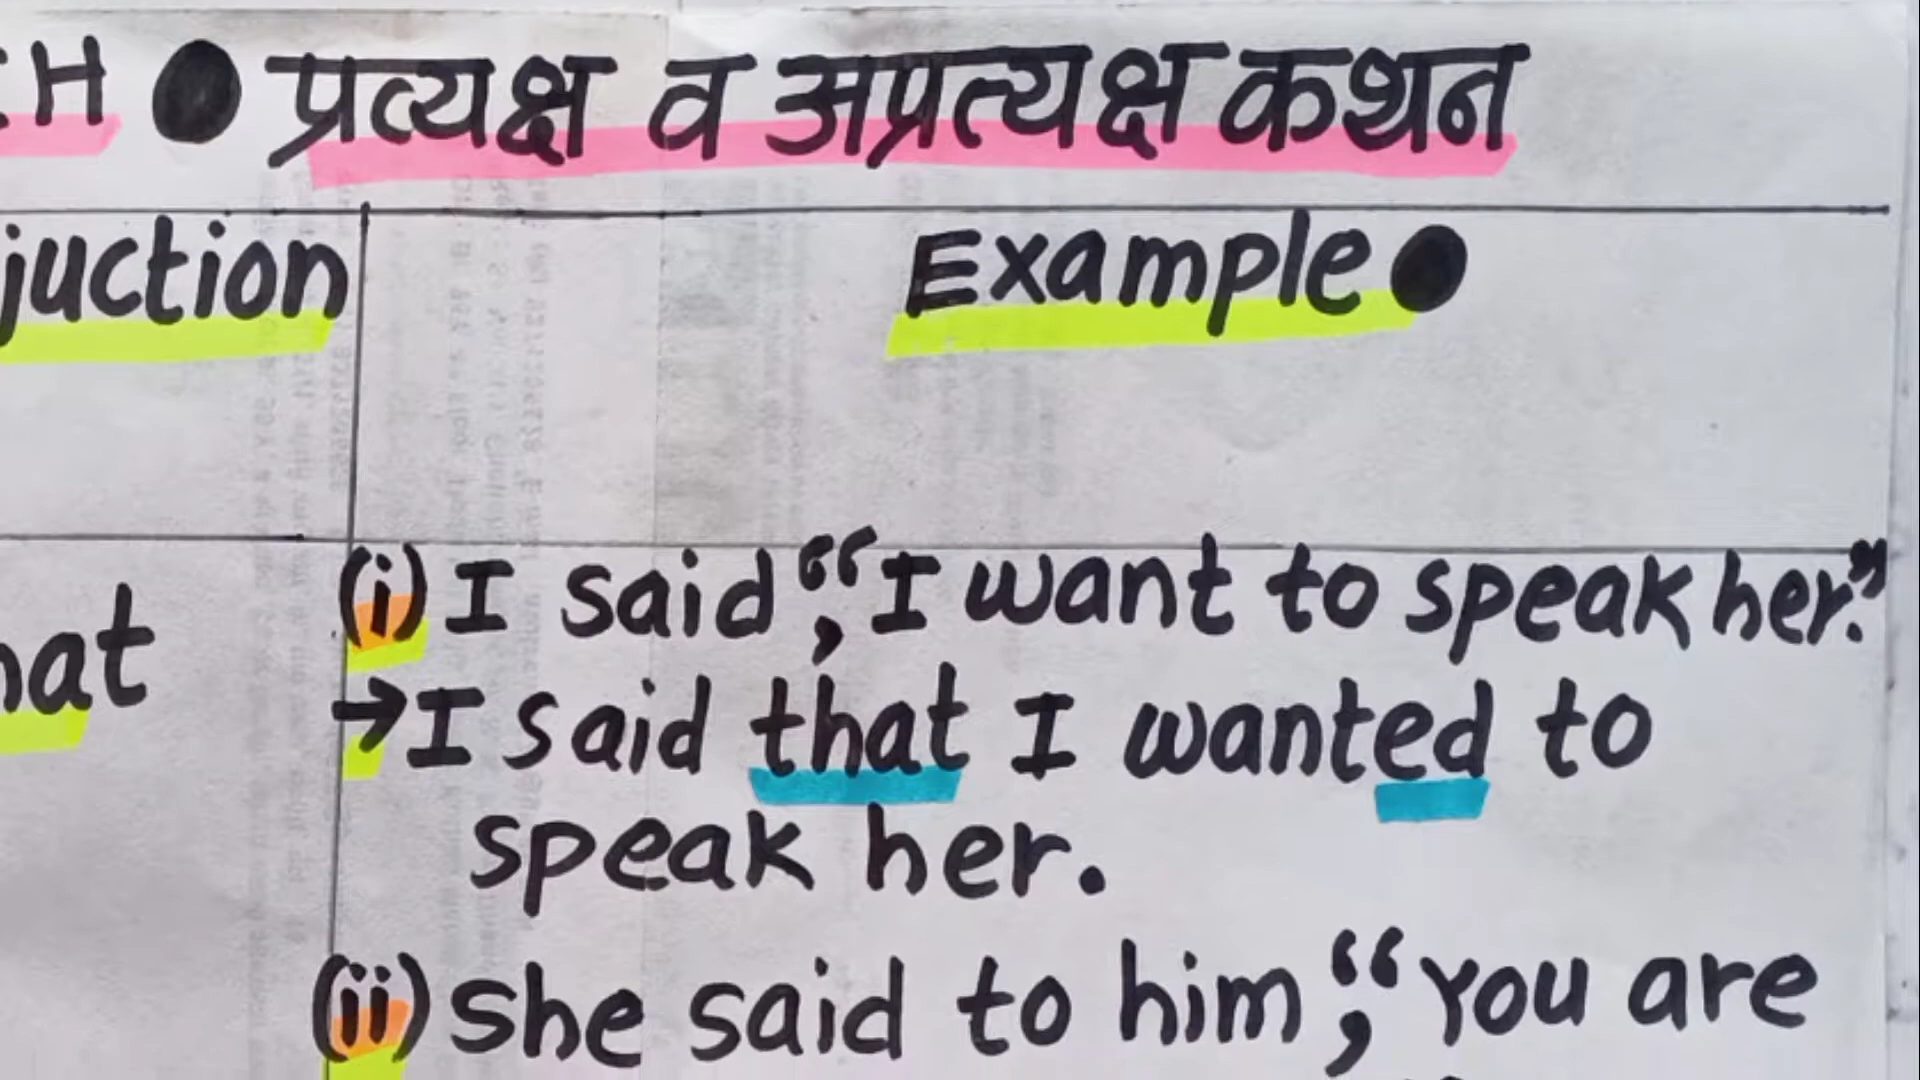 H ● प्रत्यक्ष व अप्रत्यक्ष कथन
juction Example ●
hat (i) I said, “I want to speak her.”
→ I said that I wanted to
speak her.
(ii) She said to him, “You are